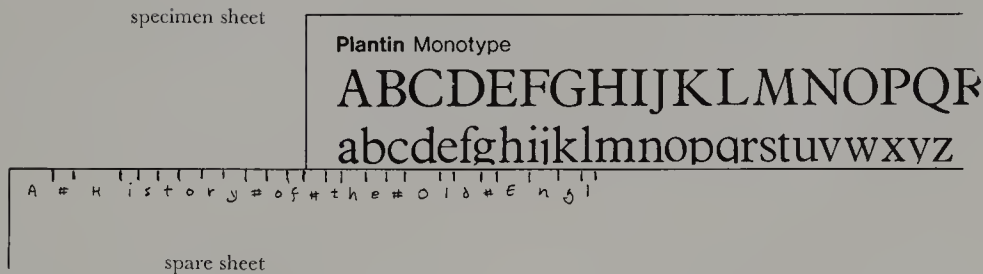 specimen sheet
Plantin Monotype
ABCDEFGHIJKLMNOPQR
abcdefghijklmnopqrstuvwxyz
A # H i s t o r y # o f # t h e # O l d # E n g l
spare sheet